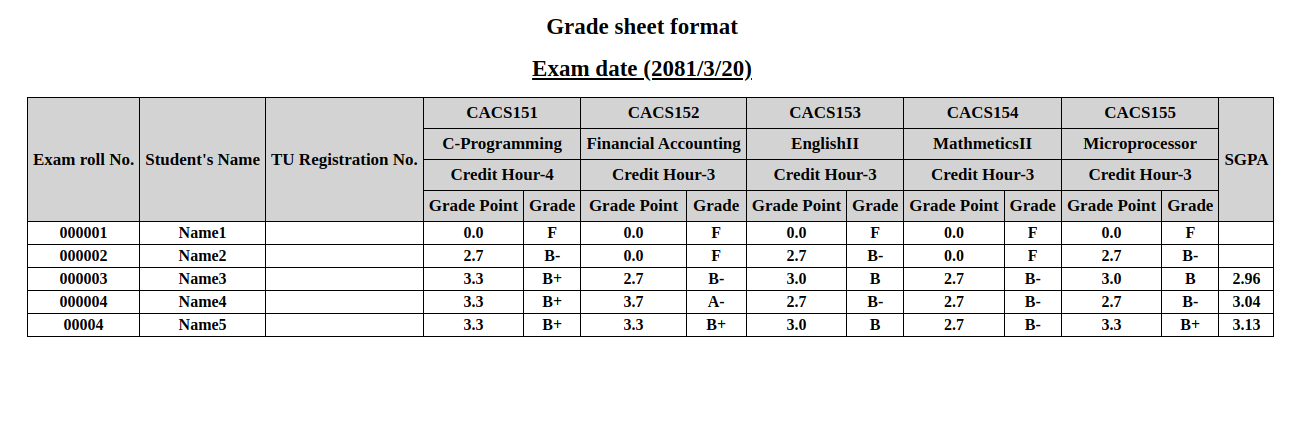 Grade sheet format
Exam date (2081/3/20)
Exam roll No. Student's Name TU Registration No. CACS151 CACS152 CACS153 CACS154 CACS155 SGPA
C-Programming Financial Accounting EnglishII MathmeticsII Microprocessor
Credit Hour-4 Credit Hour-3 Credit Hour-3 Credit Hour-3 Credit Hour-3
Grade Point Grade Grade Point Grade Grade Point Grade Grade Point Grade Grade Point Grade
000001 Name1 0.0 F 0.0 F 0.0 F 0.0 F 0.0 F
000002 Name2 2.7 B- 0.0 F 2.7 B- 0.0 F 2.7 B-
000003 Name3 3.3 B+ 2.7 B- 3.0 B 2.7 B- 3.0 B 2.96
000004 Name4 3.3 B+ 3.7 A- 2.7 B- 2.7 B- 2.7 B- 3.04
00004 Name5 3.3 B+ 3.3 B+ 3.0 B 2.7 B- 3.3 B+ 3.13